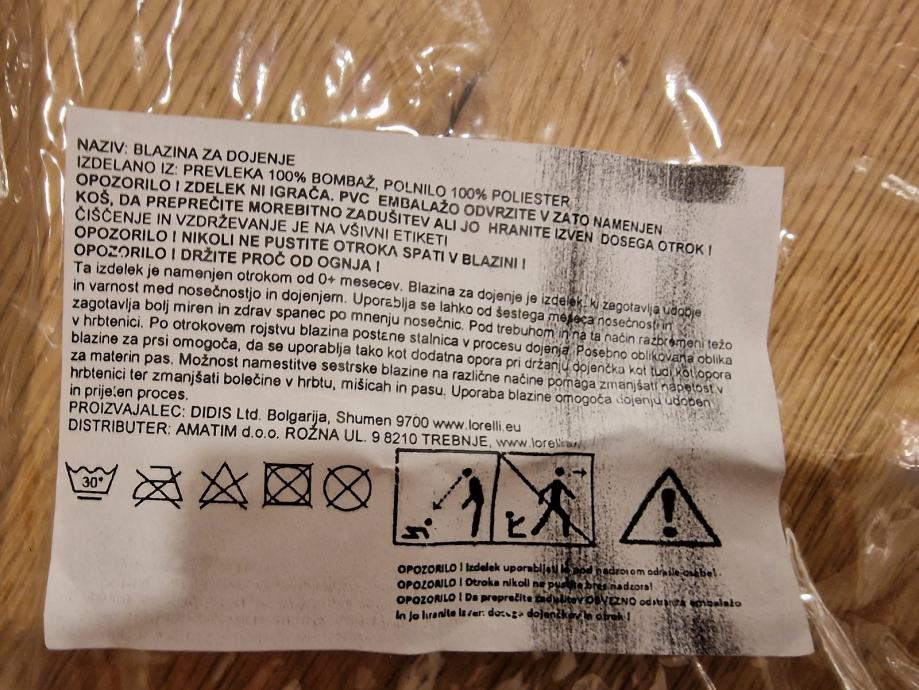 NAZIV: BLAZINA ZA DOJENJE
IZDELANO IZ: PREVLEKA 100% BOMBAŽ, POLNILO 100% POLIESTER
OPOZORILO I ZDELEK NI IGRAČA. PVC EMBALAŽO ODVRZITE V ZATO NAMENJEN
KOŠ, DA PREPREČITE MOREBITNO ZADUŠITEV ALI JO HRANITE IZVEN DOSEGA OTROK !
ČIŠČENJE IN VZDRŽEVANJE JE NA VŠIVNI ETIKETI
OPOZORILO ! NIKOLI NE PUSTITE OTROKA SPATI V BLAZINI !
OPOZORILO ! DRŽITE PROČ OD OGNJA !
Ta izdelek je namenjen otrokom od 0+ mesecev. Blazina za dojenje je izdelek, ki zagotavlja udobje
in varnost med nosečnostjo in dojenjem. Uporablja se lahko od šestega meseca nosečnosti in
zagotavlja bolj miren in zdrav spanec po mnenju nosečnic. Pod trebuhom in na ta način razbremeni težo
v hrbtenici. Po otrokovem rojstvu blazina postane stalnica v procesu dojenja. Posebno oblikovana oblika
blazine za prsi omogoča, da se uporablja tako kot dodatna opora pri držanju dojenčka kot tudi kot opora
za materin pas. Možnost namestitve sestrske blazine na različne načine pomaga zmanjšati napetost v
hrbtenici ter zmanjšati bolečine v hrbtu, mišicah in pasu. Uporaba blazine omogoča dojenju udoben
in prijeten proces.
PROIZVAJALEC: DIDIS Ltd. Bolgarija, Shumen 9700 www.lorelli.eu
DISTRIBUTER: AMATIM d.o.o. ROŽNA UL. 9 8210 TREBNJE,
30°
OPOZORILO ! Izdelek uporabljati le pod nadzorom odrasle osebe!
OPOZORILO ! Otroka nikoli ne pustite brez nadzora!
OPOZORILO ! Da preprečite zadušitev OBVEZNO odstranite embalažo
in jo hranite izven dosega dojenčkov in otrok !